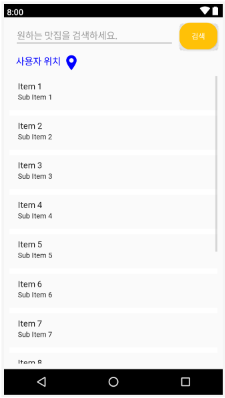 8:00
원하는 맛집을 검색하세요.
검색
사용자 위치
Item 1
Sub Item 1
Item 2
Sub Item 2
Item 3
Sub Item 3
Item 4
Sub Item 4
Item 5
Sub Item 5
Item 6
Sub Item 6
Item 7
Sub Item 7
Item 8